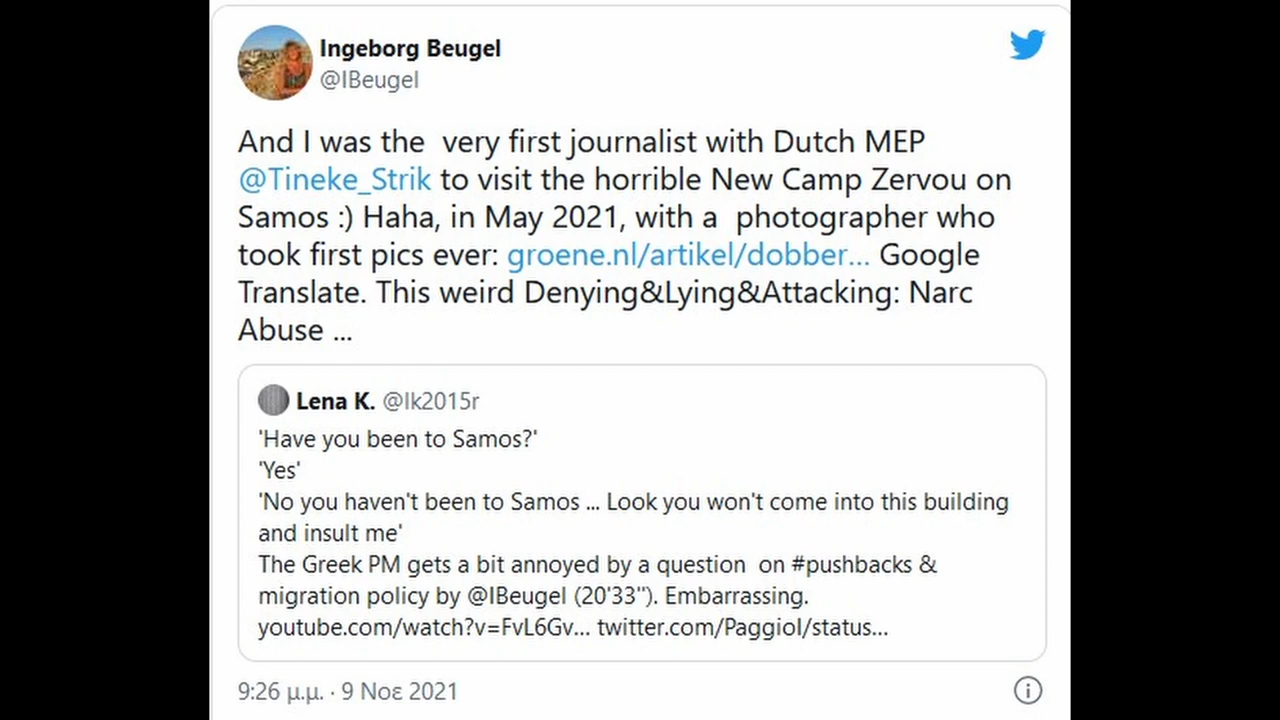 Ingeborg Beugel
@IBeugel
And I was the  very first journalist with Dutch MEP
@Tineke_Strik to visit the horrible New Camp Zervou on
Samos :) Haha, in May 2021, with a  photographer who
took first pics ever: groene.nl/artikel/dobber... Google
Translate. This weird Denying&Lying&Attacking: Narc
Abuse ...
Lena K. @lk2015r
'Have you been to Samos?'
'Yes'
'No you haven't been to Samos ... Look you won't come into this building
and insult me'
The Greek PM gets a bit annoyed by a question  on #pushbacks &
migration policy by @IBeugel (20'33''). Embarrassing.
youtube.com/watch?v=FvL6Gv... twitter.com/Paggiol/status...
9:26 μ.μ. · 9 Νοε 2021